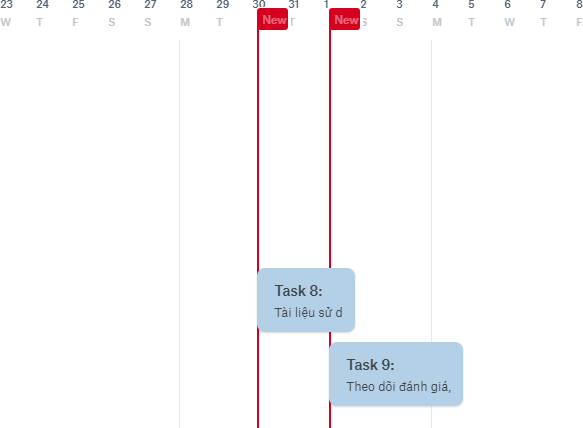 23 24 25 26 27 28 29 30 31 1 2 3 4 5 6 7 8
W T F S S M T New T New S S M T W T F
Task 8:
Tài liệu sử d
Task 9:
Theo dõi đánh giá,